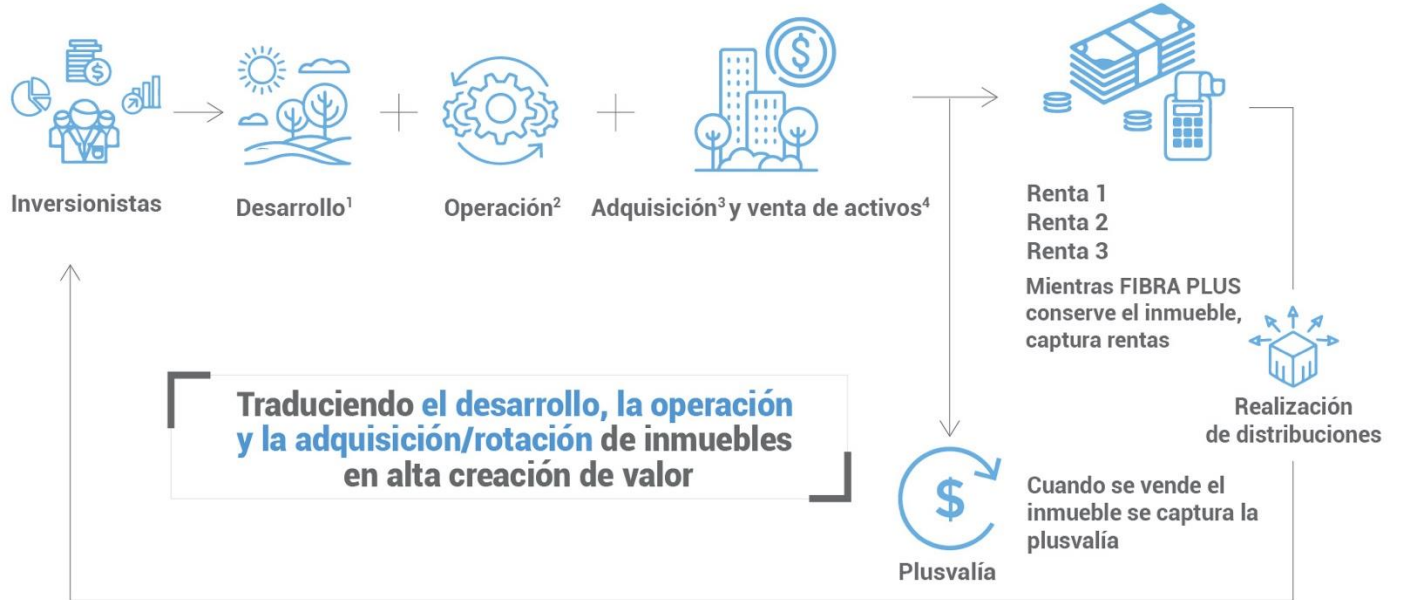 Inversionistas
Desarrollo¹
Operación²
Adquisición³ y venta de activos⁴
Renta 1
Renta 2
Renta 3
Mientras FIBRA PLUS
conserve el inmueble,
captura rentas
Realización
de distribuciones
Traduciendo el desarrollo, la operación
y la adquisición/rotación de inmuebles
en alta creación de valor
$
Plusvalía
Cuando se vende el
inmueble se captura la
plusvalía